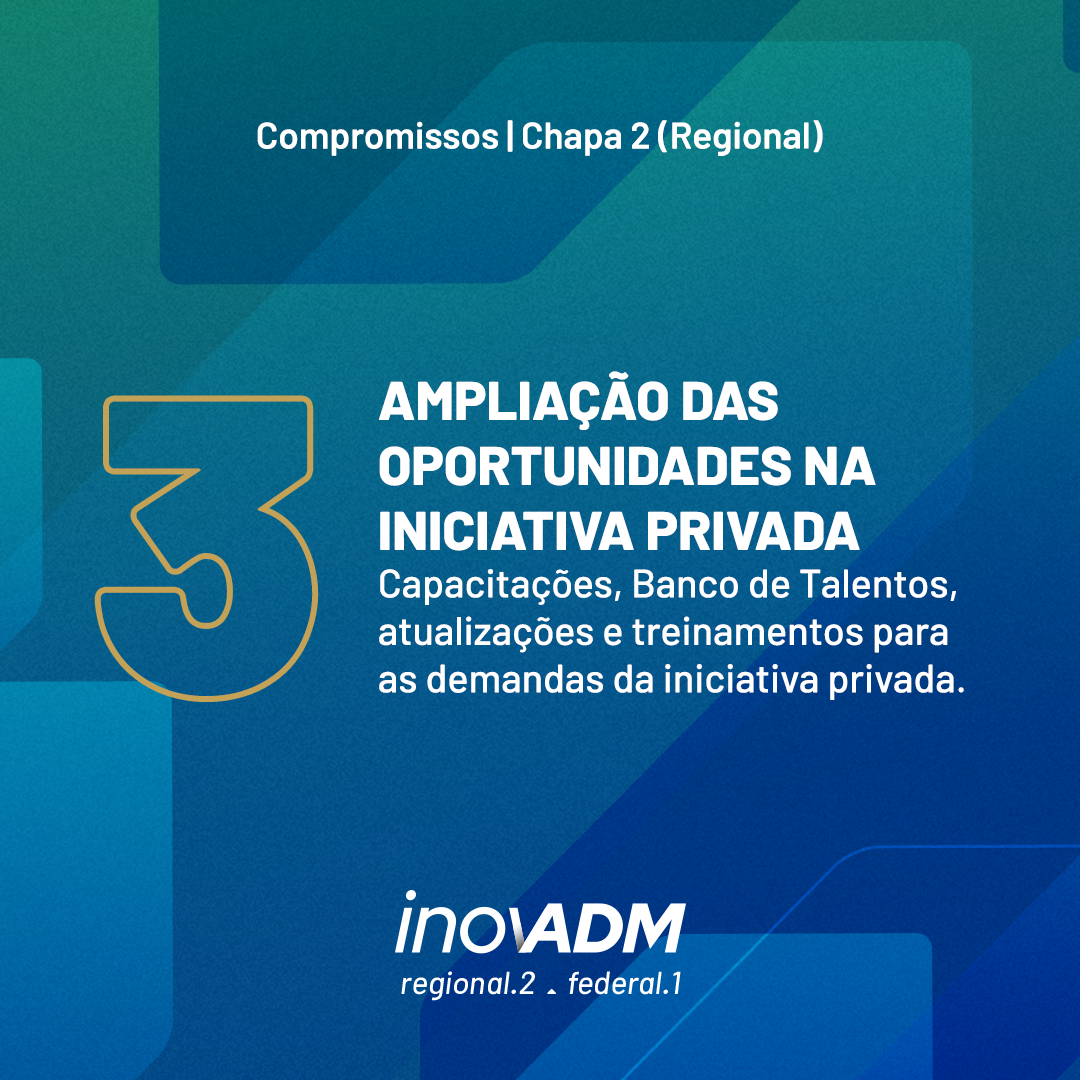 Compromissos | Chapa 2 (Regional)
3
AMPLIAÇÃO DAS
OPORTUNIDADES NA
INICIATIVA PRIVADA
Capacitações, Banco de Talentos,
atualizações e treinamentos para
as demandas da iniciativa privada.
inovADM
regional.2 . federal.1